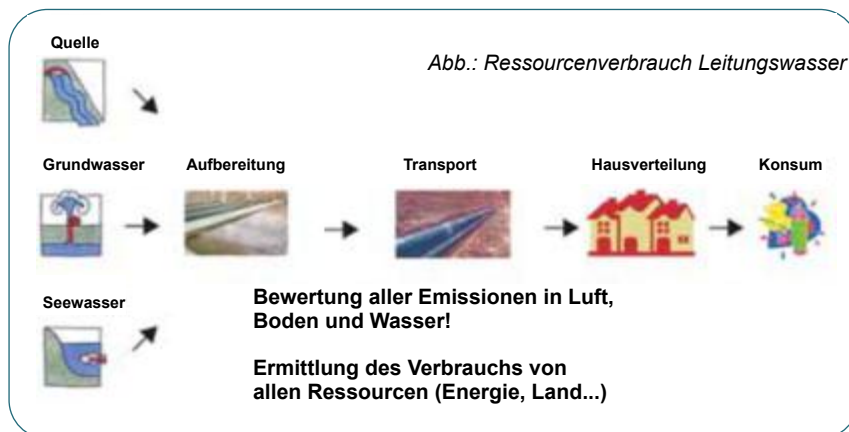 Quelle
Abb.: Ressourcenverbrauch Leitungswasser
Grundwasser
Aufbereitung
Transport
Hausverteilung
Konsum
Seewasser
Bewertung aller Emissionen in Luft,
Boden und Wasser!
Ermittlung des Verbrauchs von
allen Ressourcen (Energie, Land...)